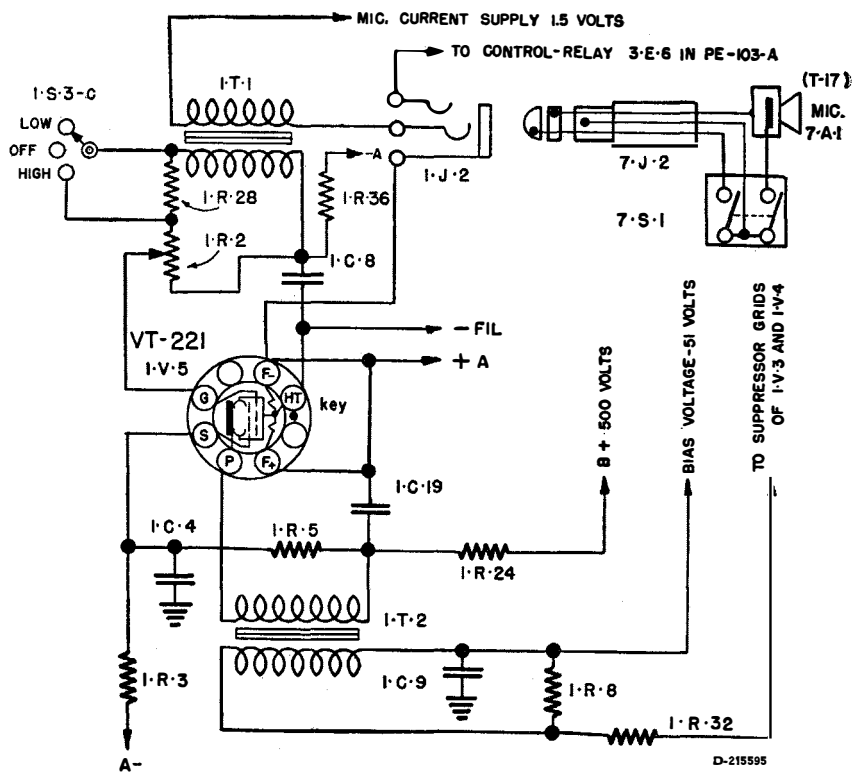 MIC. CURRENT SUPPLY 1.5 VOLTS
TO CONTROL-RELAY 3·E·6 IN PE-103-A
1·S·3-C
1·T·1
(T-17)
LOW
MIC.
OFF
-A
7·A·1
HIGH
1·R·28
1·R·36
1·J·2
7·J·2
1·R·2
1·C·8
7·S·1
VT-221
- FIL
1·V·5
+ A
F-
G
HT
key
S
P
F+
B + 500 VOLTS
BIAS VOLTAGE-51 VOLTS
TO SUPPRESSOR GRIDS
OF 1·V·3 AND 1·V·4
1·C·19
1·C·4
1·R·5
1·R·24
1·T·2
1·R·3
1·C·9
1·R·8
1·R·32
A-
D-215595